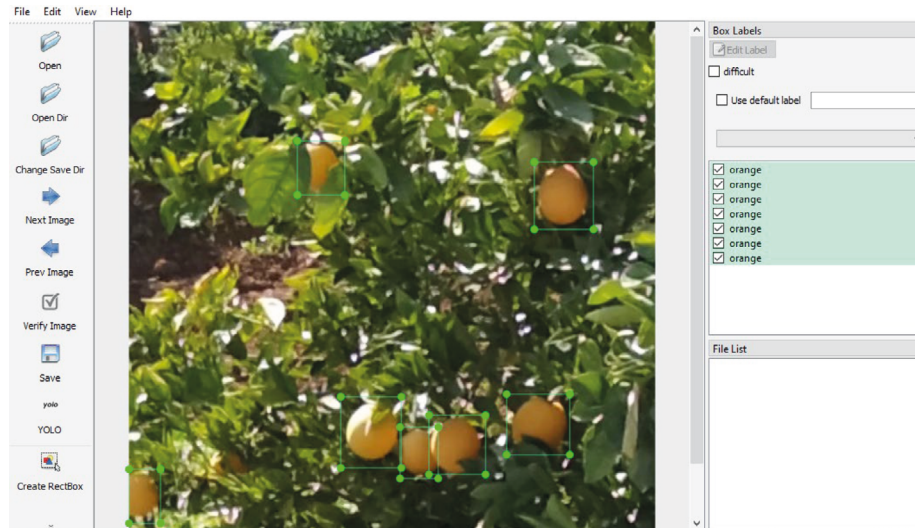 File Edit View Help
Open
Open Dir
Change Save Dir
Next Image
Prev Image
Verify Image
Save
yolo
YOLO
Create RectBox
Box Labels
Edit Label
difficult
Use default label
orange
orange
orange
orange
orange
orange
orange
File List